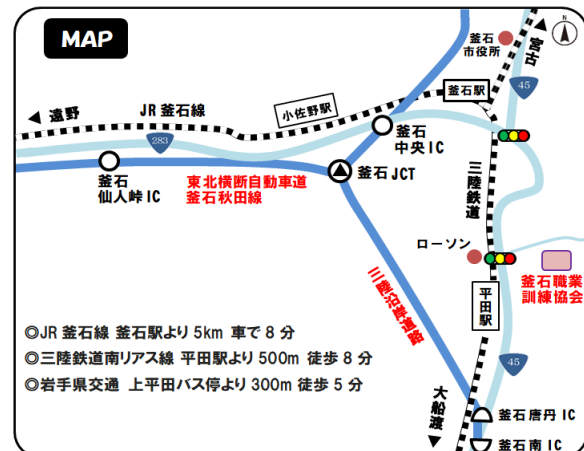 MAP
釜石
市役所
宮古
45
釜石駅
遠野
JR 釜石線
小佐野駅
283
釜石
中央 IC
釜石
仙人峠 IC
東北横断自動車道
釜石秋田線
釜石 JCT
三陸鉄道
ローソン
釜石職業
訓練協会
三陸沿岸道路
平田駅
◎JR 釜石線 釜石駅より 5km 車で 8 分
◎三陸鉄道南リアス線 平田駅より 500m 徒歩 8 分
◎岩手県交通 上平田バス停より 300m 徒歩 5 分
45
大船渡
釜石 唐丹 IC
釜石 南 IC